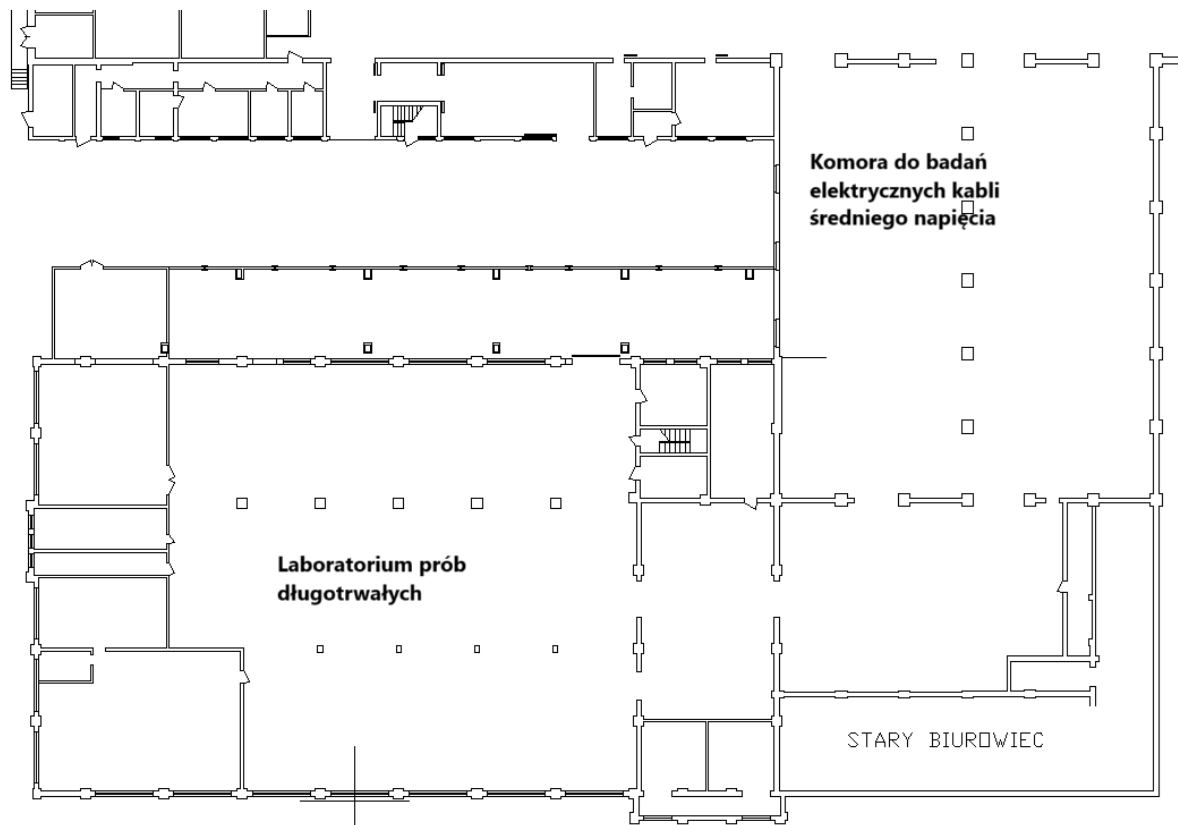 Komora do badań
elektrycznych kabli
średniego napięcia
Laboratorium prób
długotrwałych
STARY BIUROWIEC